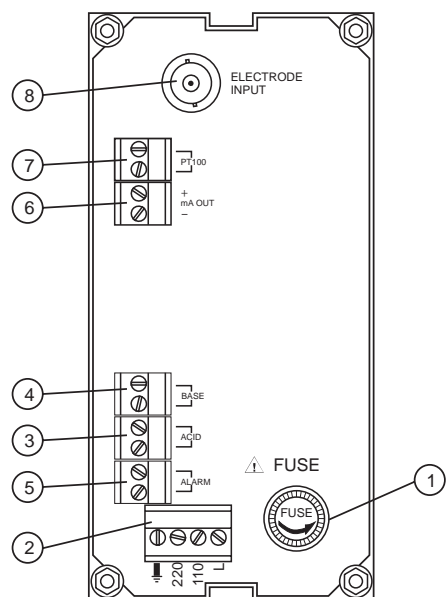 8
ELECTRODE
INPUT
7
PT100
6
+
mA OUT
−
4
BASE
3
ACID
5
ALARM
⚠ FUSE
1
FUSE
2
220
110
L